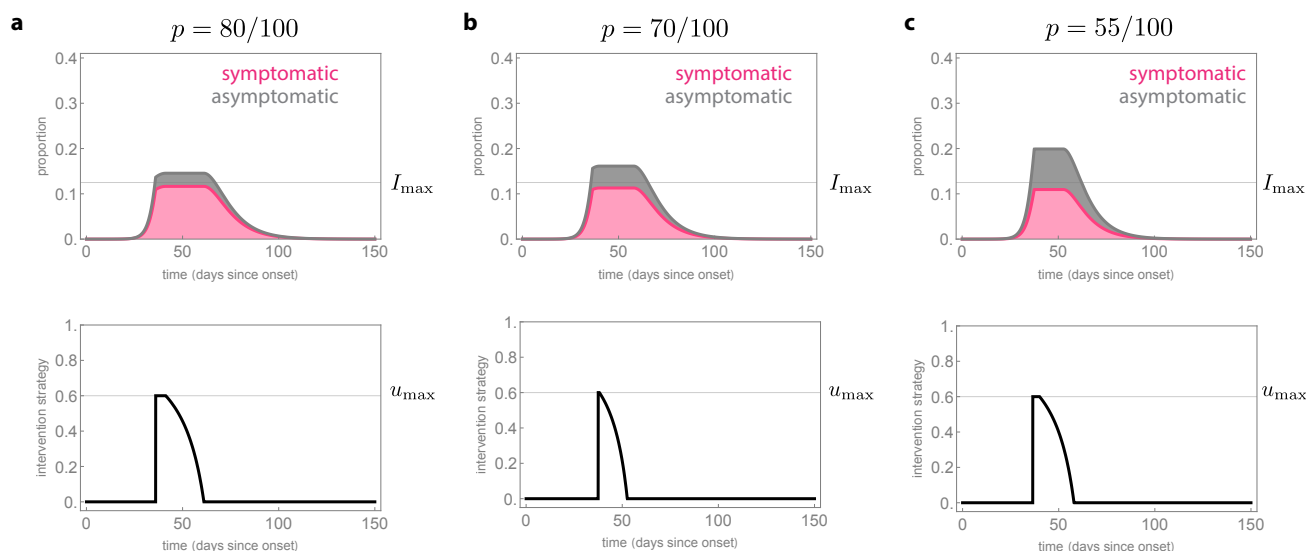 a
p = 80/100
0.4
0.3
0.2
0.1
0.
proportion
symptomatic
asymptomatic
I_max
0 50 100 150
time (days since onset)
b
p = 70/100
0.4
0.3
0.2
0.1
0.
proportion
symptomatic
asymptomatic
I_max
0 50 100 150
time (days since onset)
c
p = 55/100
0.4
0.3
0.2
0.1
0.
proportion
symptomatic
asymptomatic
I_max
0 50 100 150
time (days since onset)
1.
0.8
0.6
0.4
0.2
0.
intervention strategy
u_max
0 50 100 150
time (days since onset)
1.
0.8
0.6
0.4
0.2
0.
intervention strategy
u_max
0 50 100 150
time (days since onset)
1.
0.8
0.6
0.4
0.2
0.
intervention strategy
u_max
0 50 100 150
time (days since onset)